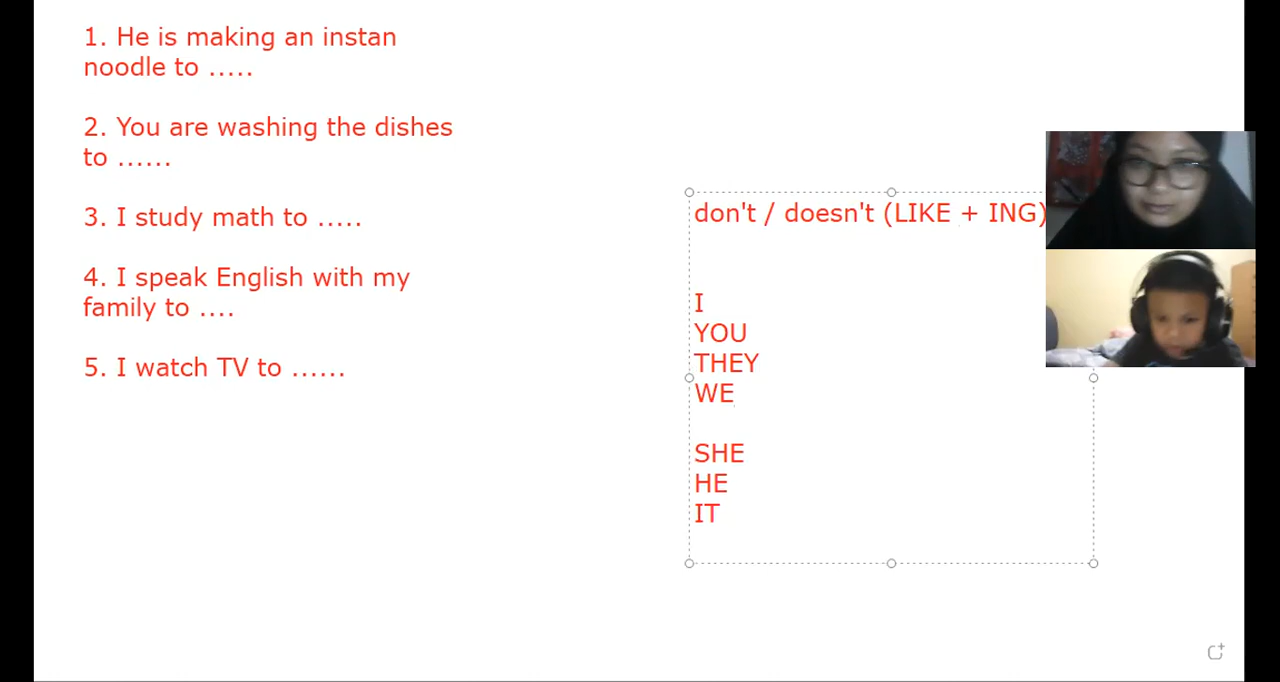 1. He is making an instan
noodle to .....
2. You are washing the dishes
to ......
3. I study math to .....
4. I speak English with my
family to ....
5. I watch TV to ......
don't / doesn't (LIKE + ING)
I
YOU
THEY
WE
SHE
HE
IT